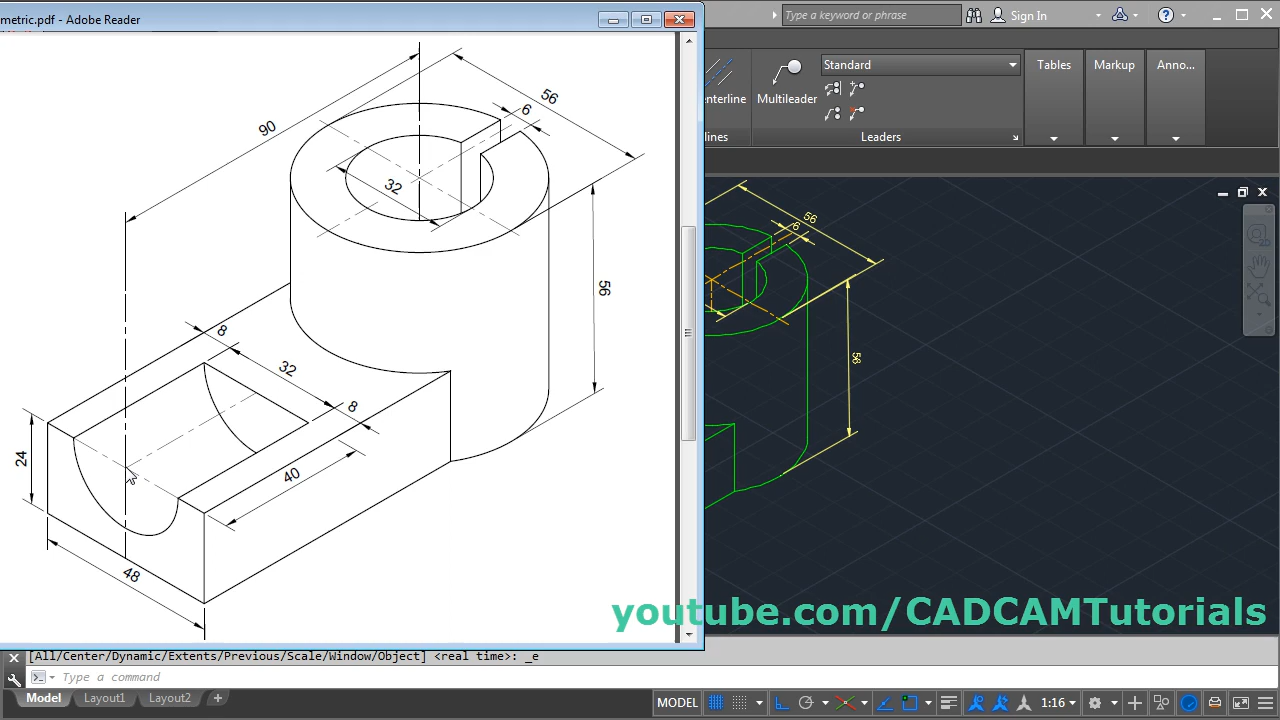 metric.pdf - Adobe Reader
Type a keyword or phrase
Sign In
Standard
enterline
Multileader
Tables
Markup
Anno...
lines
Leaders
90
56
6
32
56
8
32
8
24
40
48
56
6
56
youtube.com/CADCAMTutorials
[All/Center/Dynamic/Extents/Previous/Scale/Window/Object] <real time>: _e
Type a command
Model
Layout1
Layout2
+
MODEL
1:16